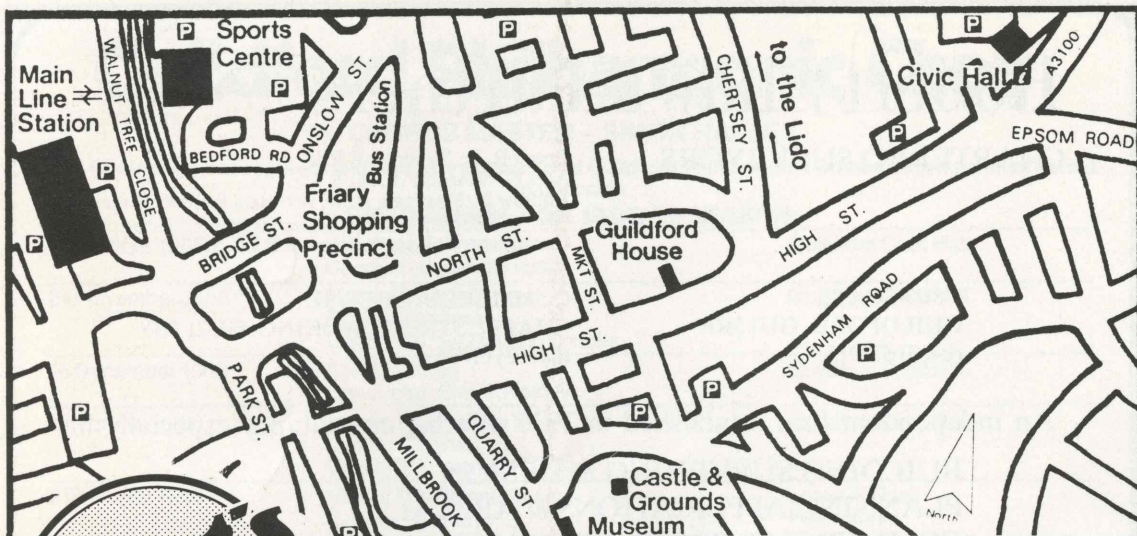 P
Sports
Centre
P
P
WALNUT TREE CLOSE
Main
Line
Station
P
P
BEDFORD RD
ONSLOW ST.
Bus Station
Friary
Shopping
Precinct
BRIDGE ST.
NORTH ST.
MKT ST.
CHERTSEY ST.
to the Lido
Civic Hall
P
P
A3100
EPSOM ROAD
Guildford
House
HIGH ST.
HIGH ST.
SYDENHAM ROAD
P
P
P
PARK ST.
P
MILLBROOK
QUARRY ST.
Castle &
Grounds
Museum
P
North